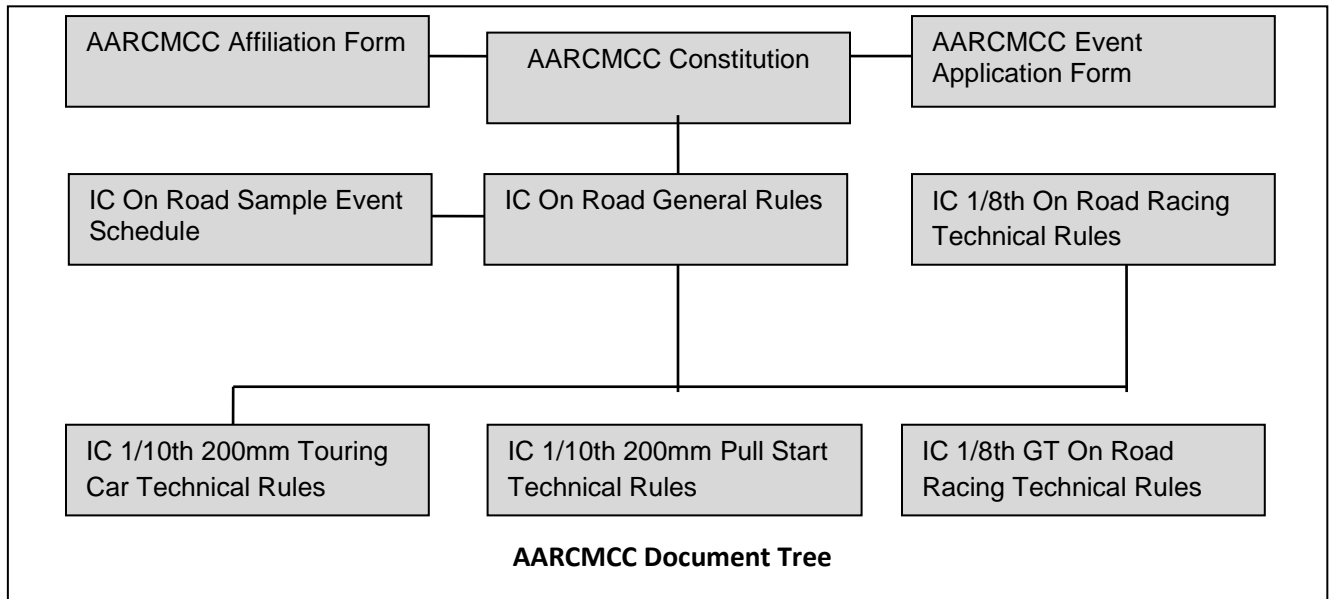 AARCMCC Affiliation Form
AARCMCC Constitution
AARCMCC Event
Application Form
IC On Road Sample Event
Schedule
IC On Road General Rules
IC 1/8th On Road Racing
Technical Rules
IC 1/10th 200mm Touring
Car Technical Rules
IC 1/10th 200mm Pull Start
Technical Rules
IC 1/8th GT On Road
Racing Technical Rules
AARCMCC Document Tree